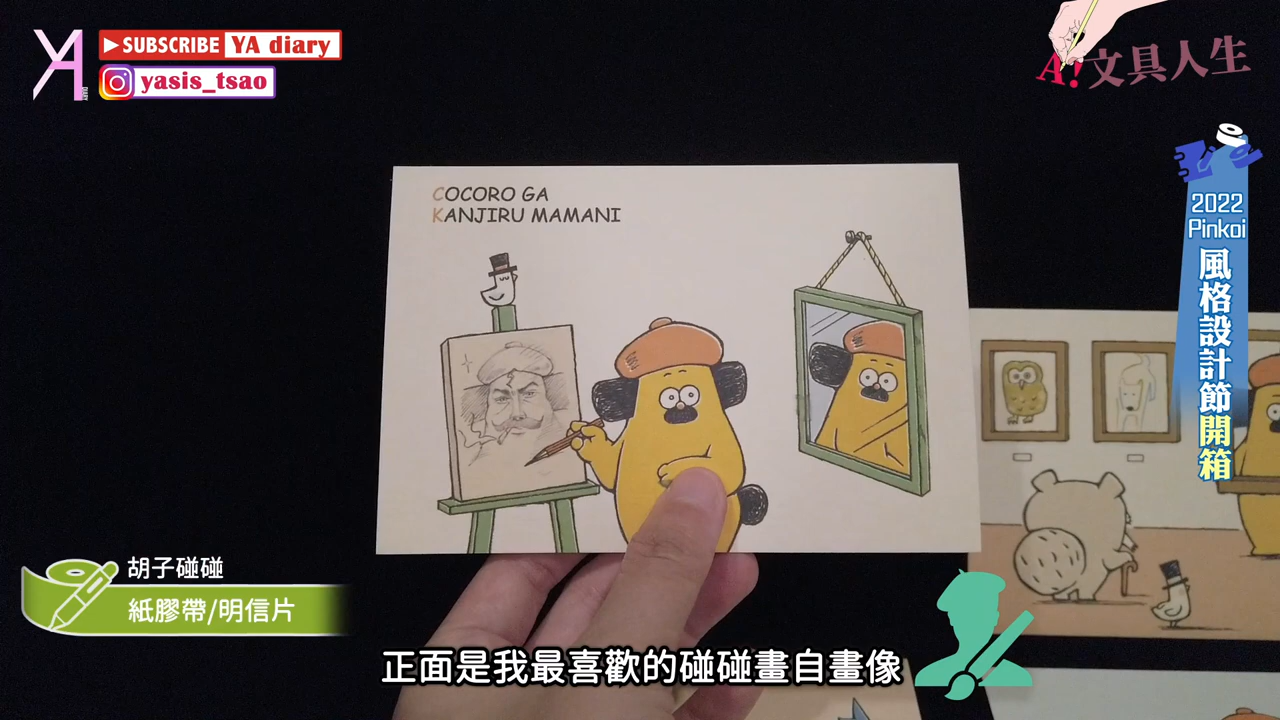 YA
DIARY
SUBSCRIBE YA diary
yasis_tsao
A!文具人生
2022
Pinkoi
風格設計節開箱
COCORO GA
KANJIRU MAMANI
胡子碰碰
紙膠帶/明信片
正面是我最喜歡的碰碰畫自畫像